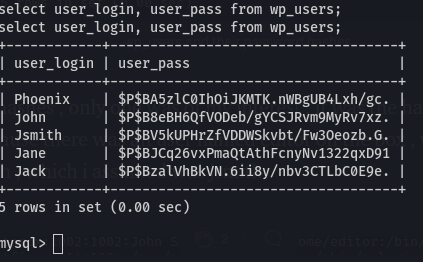 select user_login, user_pass from wp_users;
select user_login, user_pass from wp_users;
+------------+------------------------------------+
| user_login | user_pass                          |
+------------+------------------------------------+
| Phoenix    | $P$BA5zlC0IhOiJKMTK.nWBgUB4Lxh/gc. |
| john       | $P$B8eBH6QfVODeb/gYCSJRvm9MyRv7xz. |
| Jsmith     | $P$BV5kUPHrZfVDDWSkvbt/Fw3Oeozb.G. |
| Jane       | $P$BJCq26vxPmaQtAthFcnyNv1322qxD91 |
| Jack       | $P$BzalVhBkVN.6ii8y/nbv3CTLbC0E9e. |
+------------+------------------------------------+
5 rows in set (0.00 sec)
mysql>